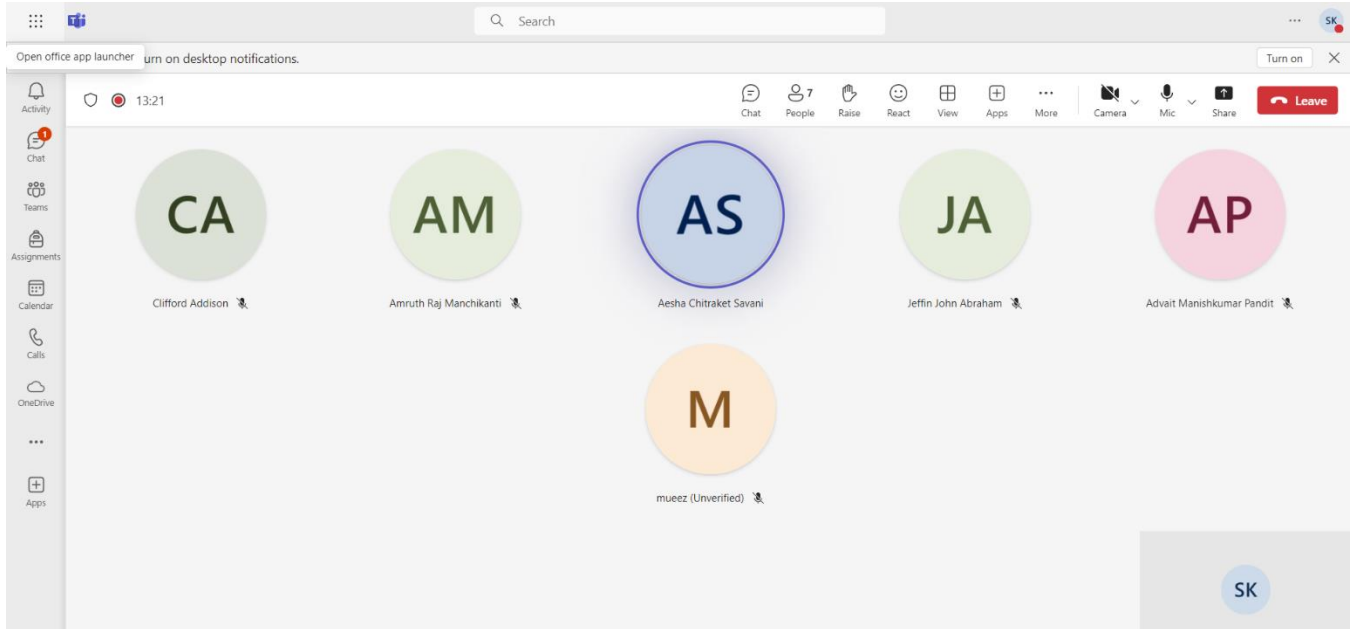 Search
SK
Open office app launcher
urn on desktop notifications.
Turn on
Activity
13:21
7
Chat
People
Raise
React
View
Apps
More
Camera
Mic
Share
Leave
1
Chat
Teams
Assignments
Calendar
Calls
OneDrive
Apps
CA
AM
AS
JA
AP
Clifford Addison
Amruth Raj Manchikanti
Aesha Chitraket Savani
Jeffin John Abraham
Advait Manishkumar Pandit
M
mueez (Unverified)
SK